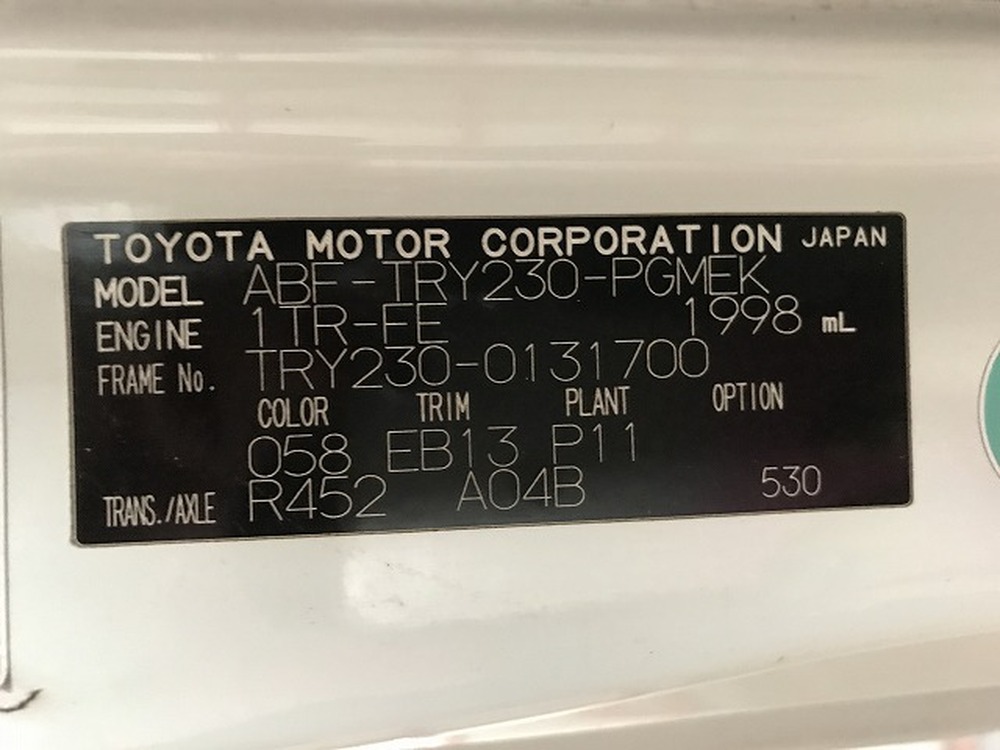 TOYOTA MOTOR CORPORATION JAPAN
MODEL ABF-TRY230-PGMEK
ENGINE 1TR-FE 1998 mL
FRAME No. TRY230-0131700
COLOR TRIM PLANT OPTION
058 EB13 P11
TRANS./AXLE R452 A04B 530